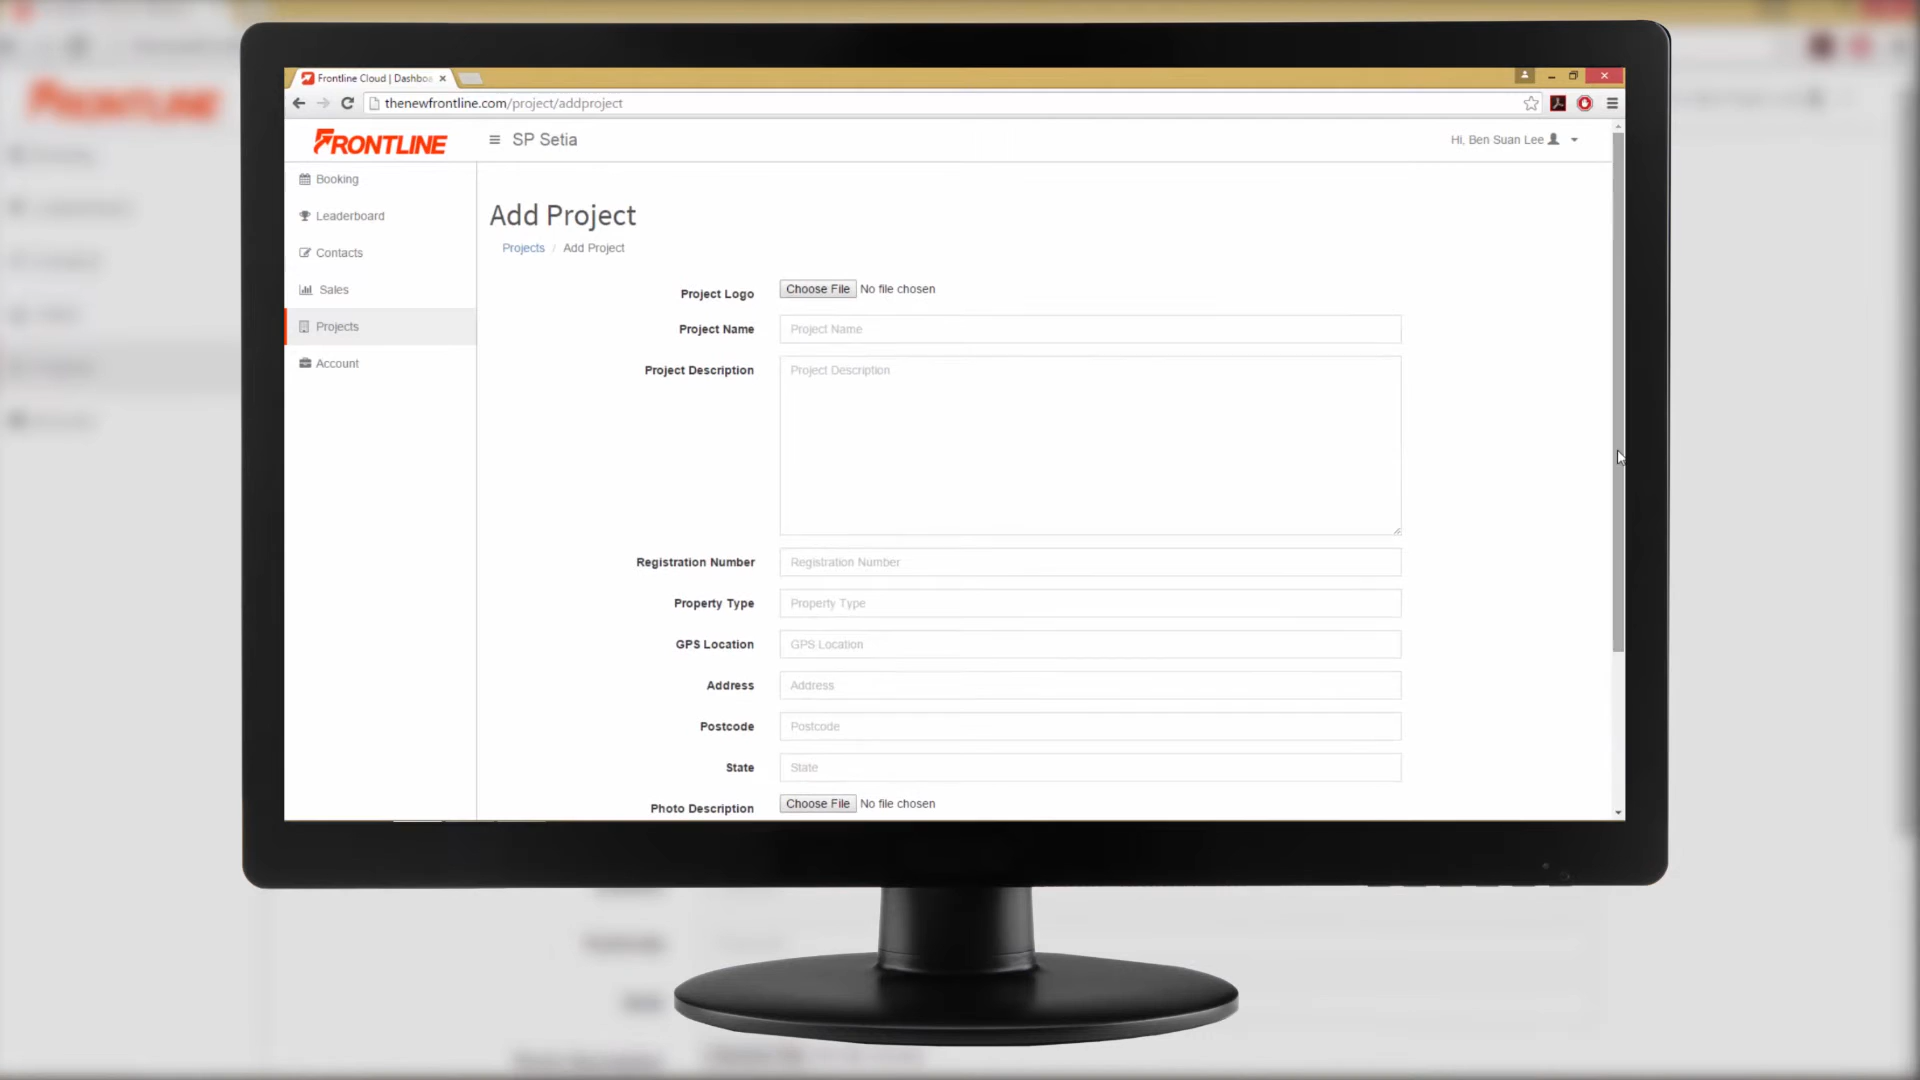 Frontline Cloud | Dashbo
thenewfrontline.com/project/addproject
FRONTLINE
SP Setia
Hi, Ben Suan Lee
Booking
Leaderboard
Contacts
Sales
Projects
Account
Add Project
Projects / Add Project
Project Logo Choose File No file chosen
Project Name Project Name
Project Description Project Description
Registration Number Registration Number
Property Type Property Type
GPS Location GPS Location
Address Address
Postcode Postcode
State State
Photo Description Choose File No file chosen
FRONTLINE